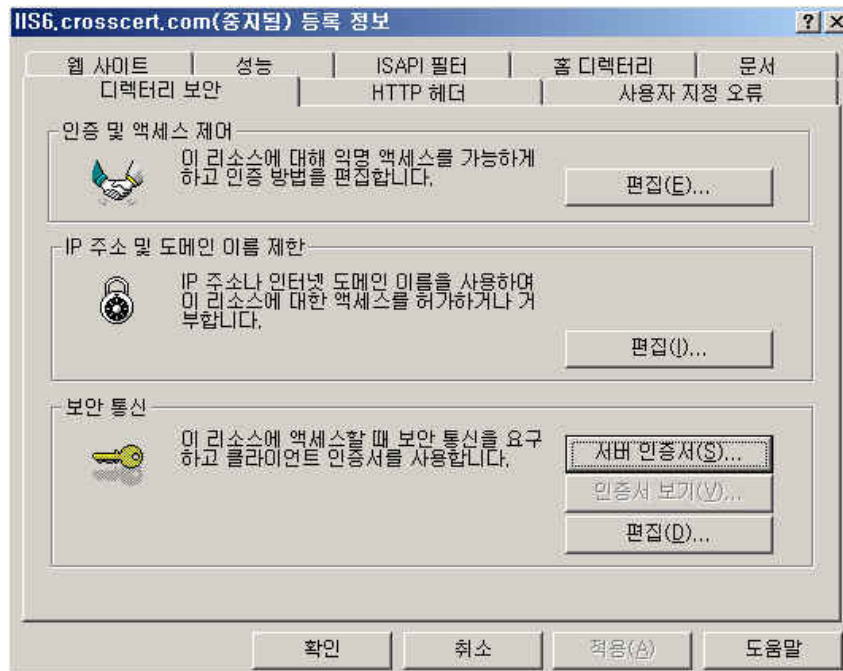 IIS6.crosscert.com(중지됨) 등록 정보
웹 사이트 성능 ISAPI 필터 홈 디렉터리 문서
디렉터리 보안 HTTP 헤더 사용자 지정 오류
인증 및 액세스 제어
이 리소스에 대해 익명 액세스를 가능하게
하고 인증 방법을 편집합니다.
편집(E)...
IP 주소 및 도메인 이름 제한
IP 주소나 인터넷 도메인 이름을 사용하여
이 리소스에 대한 액세스를 허가하거나 거
부합니다.
편집(I)...
보안 통신
이 리소스에 액세스할 때 보안 통신을 요구
하고 클라이언트 인증서를 사용합니다.
서버 인증서(S)...
인증서 보기(V)...
편집(D)...
확인 취소 적용(A) 도움말